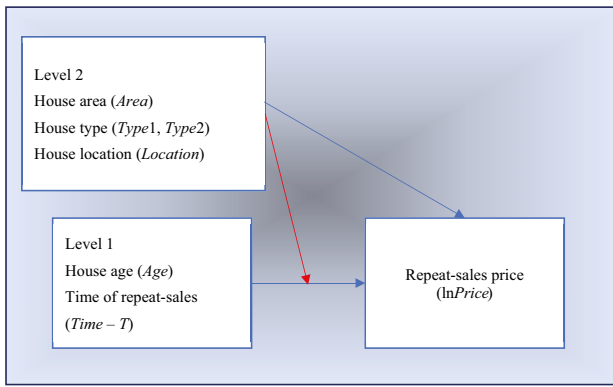 Level 2
House area (Area)
House type (Type1, Type2)
House location (Location)
Level 1
House age (Age)
Time of repeat-sales
(Time – T)
Repeat-sales price
(lnPrice)